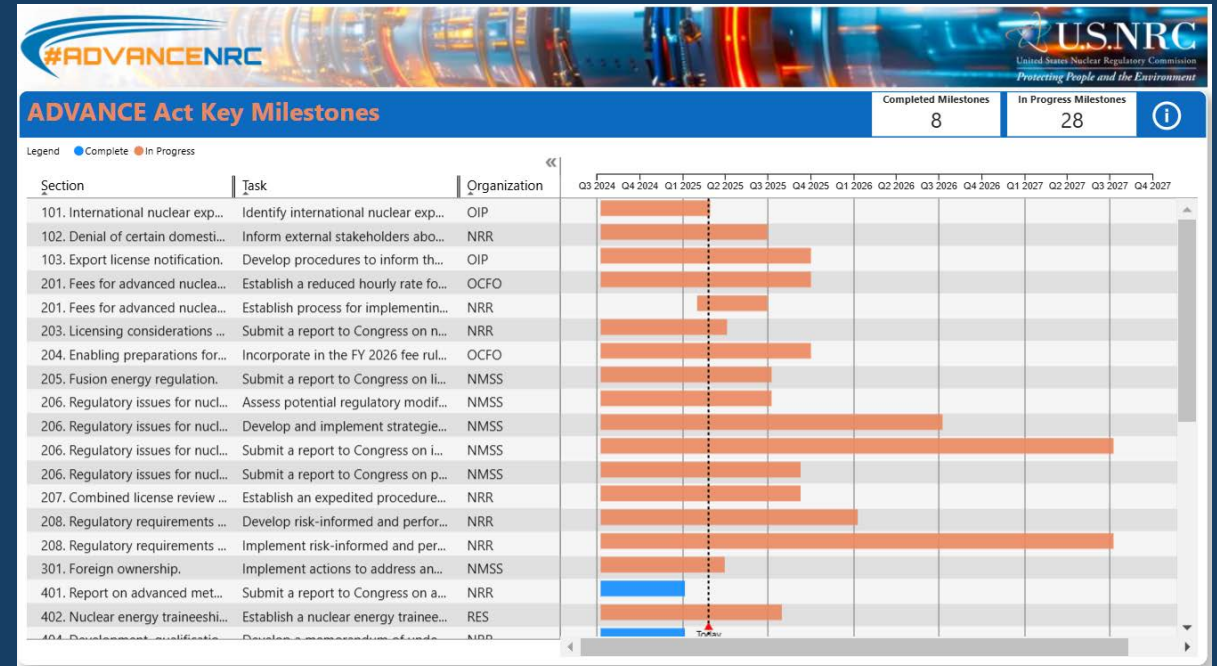 #ADVANCENRC
U.S.NRC
United States Nuclear Regulatory Commission
Protecting People and the Environment
ADVANCE Act Key Milestones
Completed Milestones
8
In Progress Milestones
28
Legend Complete In Progress
Section Task Organization Q3 2024 Q4 2024 Q1 2025 Q2 2025 Q3 2025 Q4 2025 Q1 2026 Q2 2026 Q3 2026 Q4 2026 Q1 2027 Q2 2027 Q3 2027 Q4 2027
101. International nuclear exp... Identify international nuclear exp... OIP
102. Denial of certain domesti... Inform external stakeholders abo... NRR
103. Export license notification. Develop procedures to inform th... OIP
201. Fees for advanced nuclea... Establish a reduced hourly rate fo... OCFO
201. Fees for advanced nuclea... Establish process for implementin... NRR
203. Licensing considerations ... Submit a report to Congress on n... NRR
204. Enabling preparations for... Incorporate in the FY 2026 fee rul... OCFO
205. Fusion energy regulation. Submit a report to Congress on li... NMSS
206. Regulatory issues for nucl... Assess potential regulatory modif... NMSS
206. Regulatory issues for nucl... Develop and implement strategie... NMSS
206. Regulatory issues for nucl... Submit a report to Congress on i... NMSS
206. Regulatory issues for nucl... Submit a report to Congress on p... NMSS
207. Combined license review ... Establish an expedited procedure... NRR
208. Regulatory requirements ... Develop risk-informed and perfor... NRR
208. Regulatory requirements ... Implement risk-informed and per... NRR
301. Foreign ownership. Implement actions to address an... NMSS
401. Report on advanced met... Submit a report to Congress on a... NRR
402. Nuclear energy traineeshi... Establish a nuclear energy trainee... RES
404. Development, qualificatio... Develop a memorandum of unde... NRR
Today